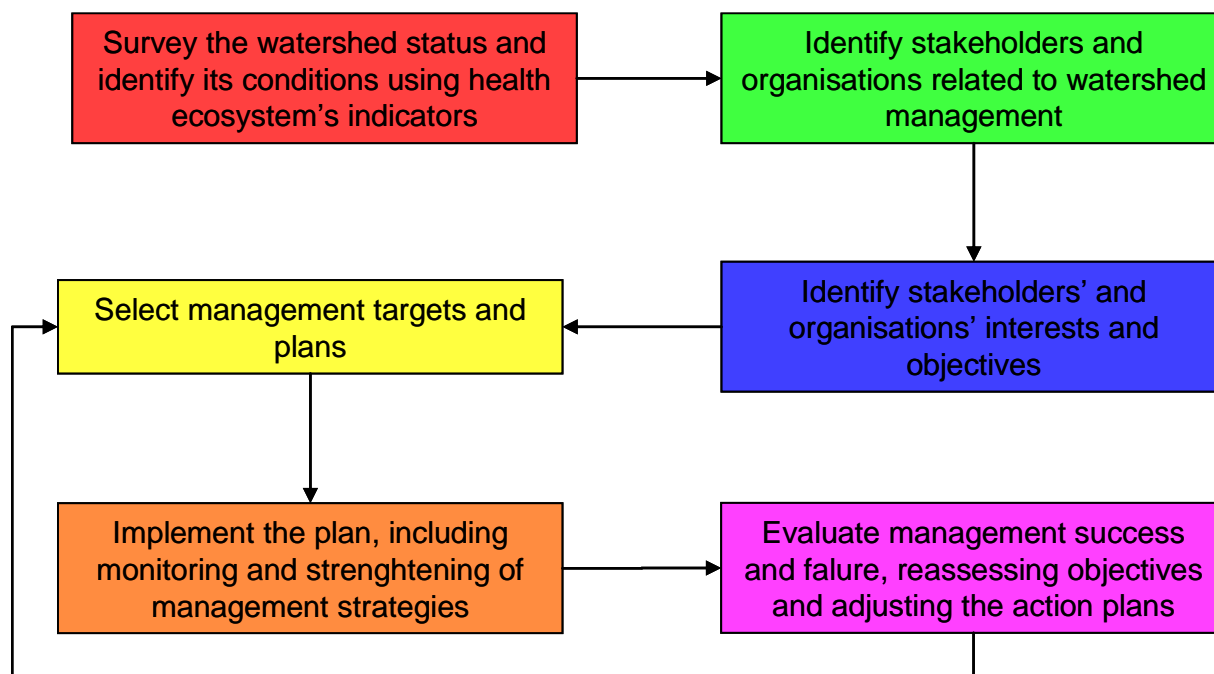 Survey the watershed status and
identify its conditions using health
ecosystem's indicators
Identify stakeholders and
organisations related to watershed
management
Identify stakeholders’ and
organisations’ interests and
objectives
Select management targets and
plans
Implement the plan, including
monitoring and strenghtening of
management strategies
Evaluate management success
and falure, reassessing objectives
and adjusting the action plans